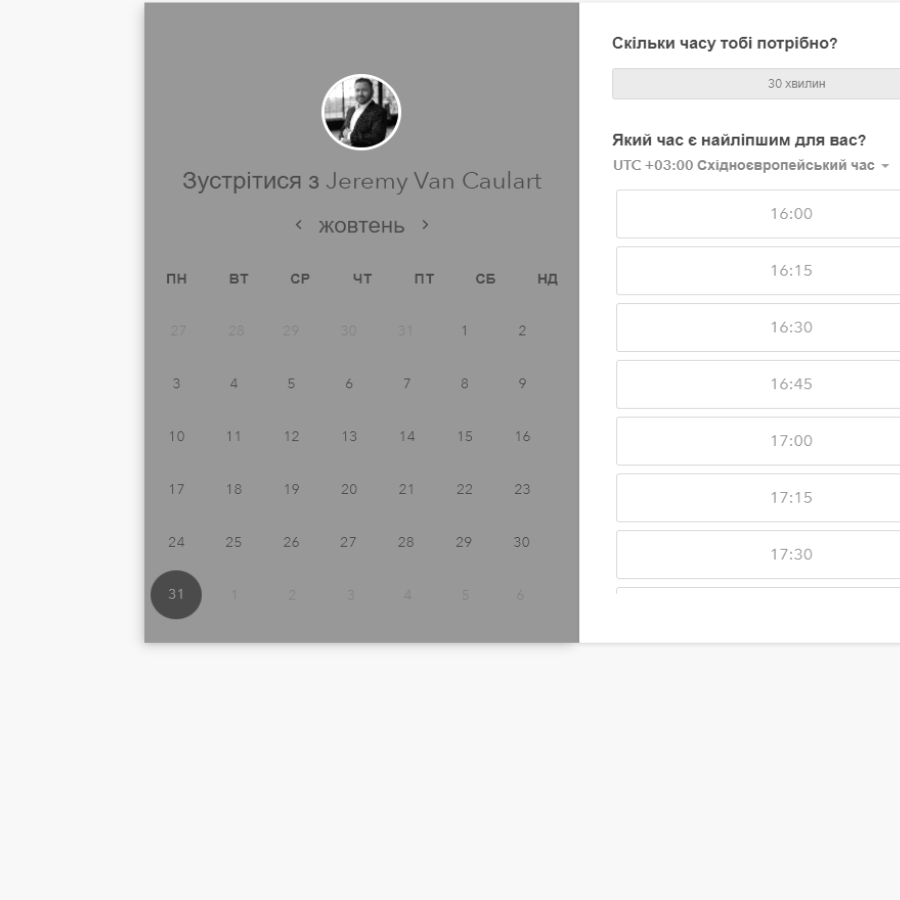 Зустрітися з Jeremy Van Caulart
жовтень
ПН ВТ СР ЧТ ПТ СБ НД
27 28 29 30 31 1 2
3 4 5 6 7 8 9
10 11 12 13 14 15 16
17 18 19 20 21 22 23
24 25 26 27 28 29 30
31 1 2 3 4 5 6
Скільки часу тобі потрібно?
30 хвилин
Який час є найліпшим для вас?
UTC +03:00 Східноєвропейський час
16:00
16:15
16:30
16:45
17:00
17:15
17:30